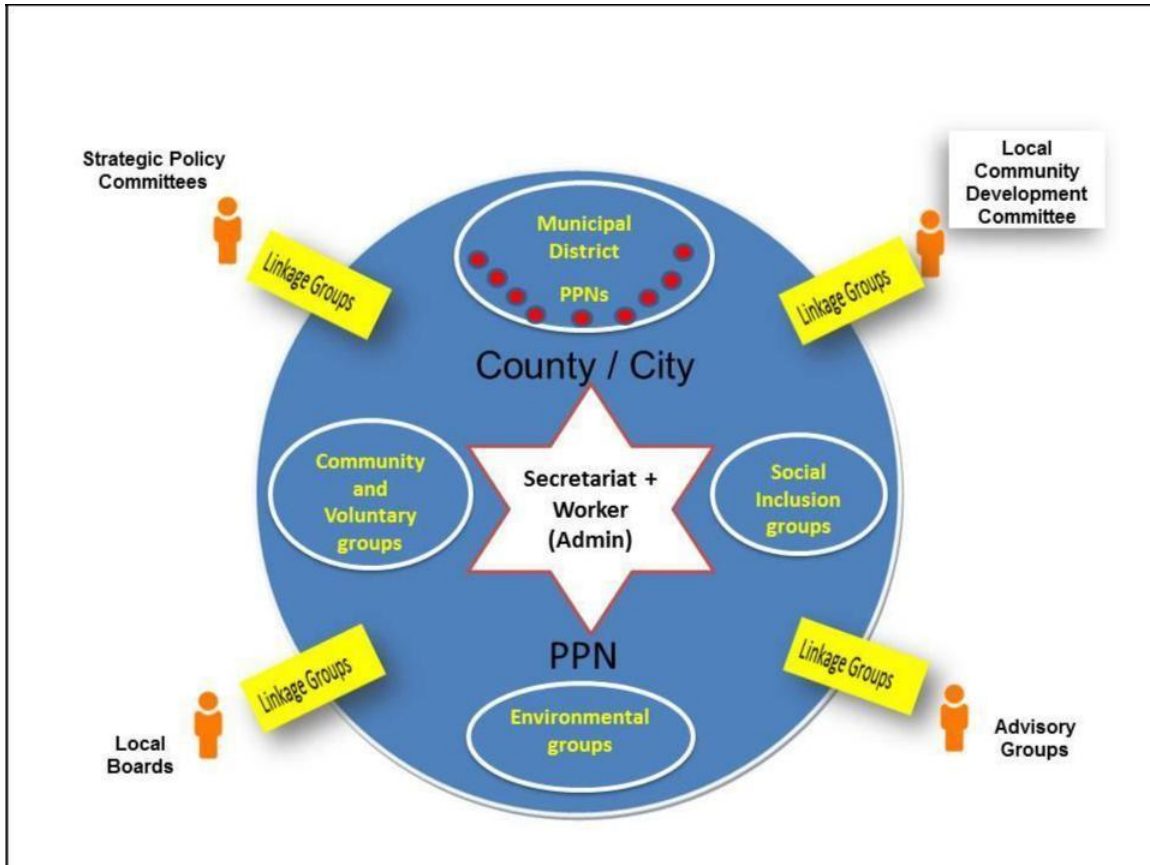 Strategic Policy
Committees
Local
Community
Development
Committee
Linkage Groups
Municipal
District
PPNs
Linkage Groups
County / City
Community
and
Voluntary
groups
Secretariat +
Worker
(Admin)
Social
Inclusion
groups
PPN
Linkage Groups
Linkage Groups
Environmental
groups
Local
Boards
Advisory
Groups